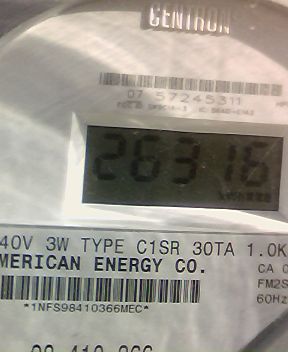 CENTRON
07 57245311
26316
40V 3W TYPE C1SR 30TA 1.0K
MERICAN ENERGY CO.
CA 0
FM2S
60Hz
*1NFS98410366MEC*